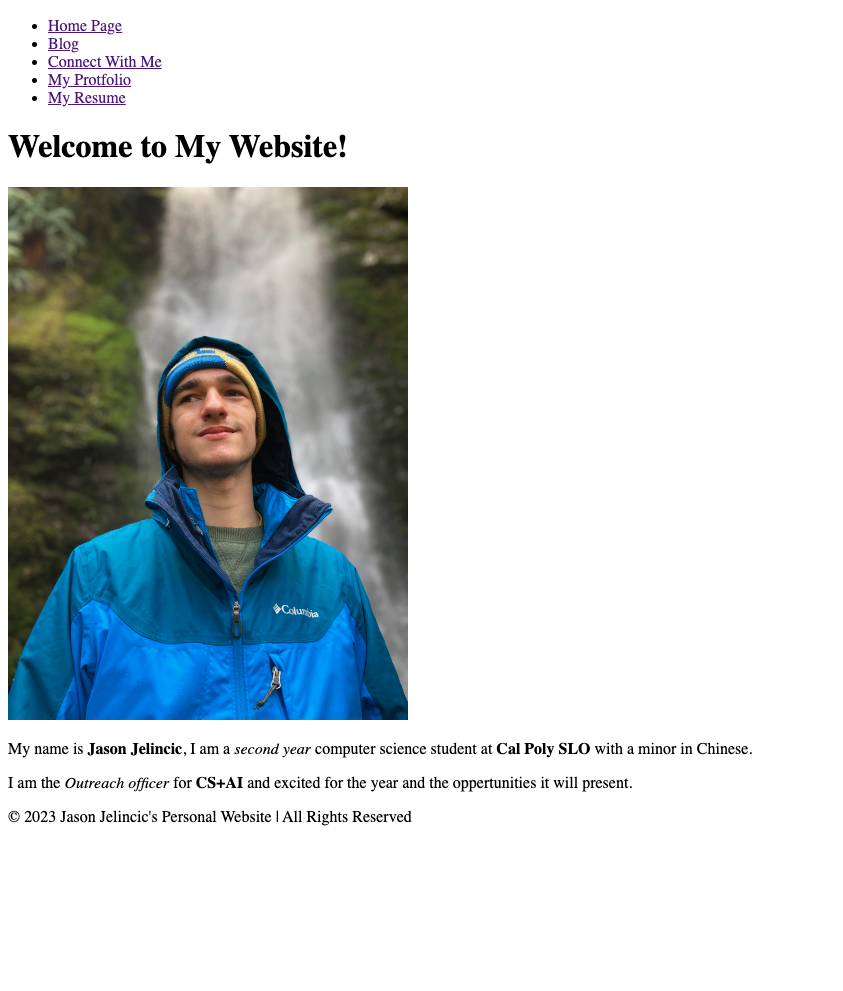 Home Page
Blog
Connect With Me
My Protfolio
My Resume
Welcome to My Website!
Columbia
My name is Jason Jelincic, I am a second year computer science student at Cal Poly SLO with a minor in Chinese.
I am the Outreach officer for CS+AI and excited for the year and the oppertunities it will present.
© 2023 Jason Jelincic's Personal Website | All Rights Reserved